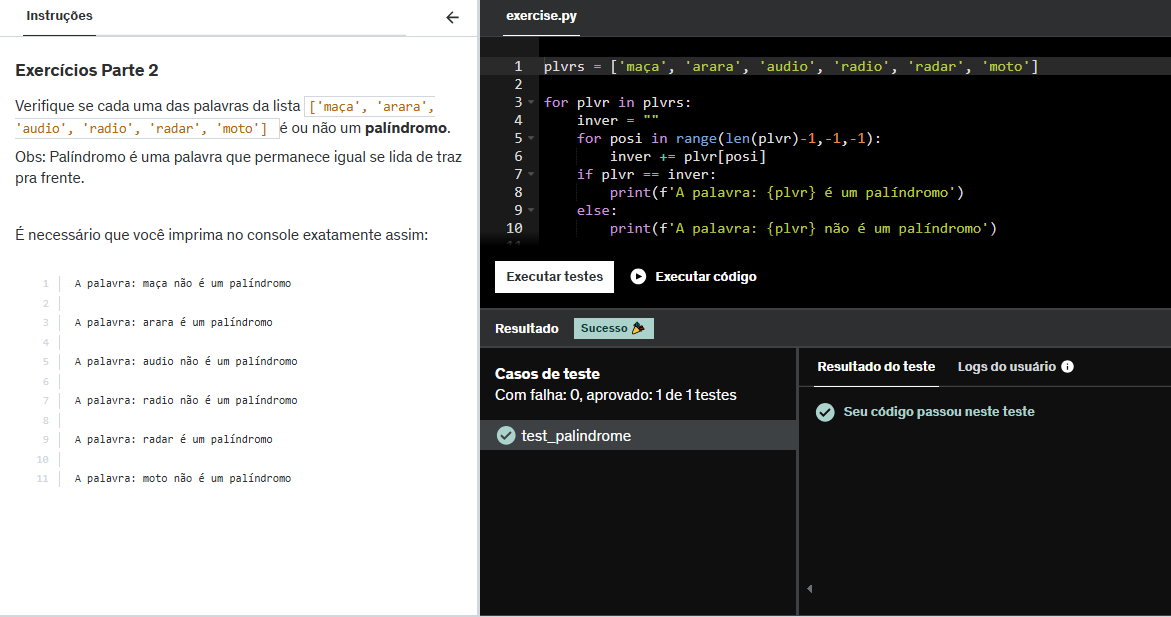 Instruções
Exercícios Parte 2
Verifique se cada uma das palavras da lista ['maça', 'arara',
'audio', 'radio', 'radar', 'moto'] é ou não um palíndromo.
Obs: Palíndromo é uma palavra que permanece igual se lida de traz
pra frente.
É necessário que você imprima no console exatamente assim:
1 A palavra: maça não é um palíndromo
2
3 A palavra: arara é um palíndromo
4
5 A palavra: audio não é um palíndromo
6
7 A palavra: radio não é um palíndromo
8
9 A palavra: radar é um palíndromo
10
11 A palavra: moto não é um palíndromo
exercise.py
1 plvrs = ['maça', 'arara', 'audio', 'radio', 'radar', 'moto']
2
3 for plvr in plvrs:
4     inver = ""
5     for posi in range(len(plvr)-1,-1,-1):
6         inver += plvr[posi]
7     if plvr == inver:
8         print(f'A palavra: {plvr} é um palíndromo')
9     else:
10         print(f'A palavra: {plvr} não é um palíndromo')
11
Executar testes Executar código
Resultado Sucesso
Casos de teste
Com falha: 0, aprovado: 1 de 1 testes
test_palindrome
Resultado do teste Logs do usuário
Seu código passou neste teste